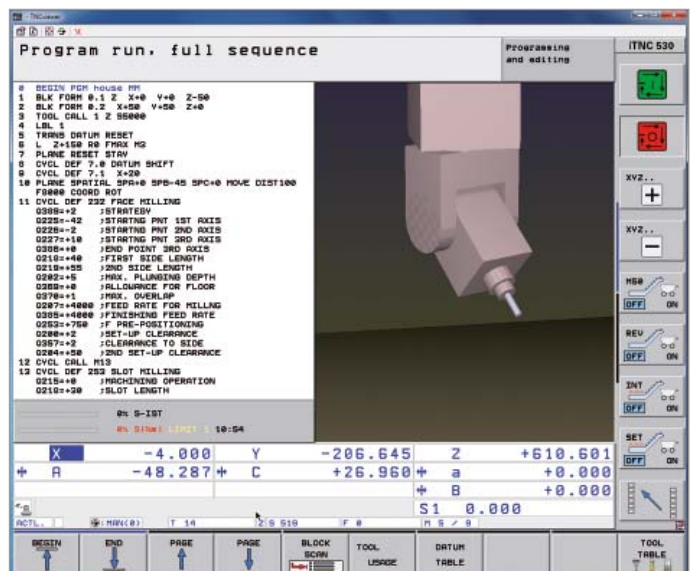 TNCremo
Program run, full sequence
Programming
and editing
iTNC 530
0 BEGIN PGM house MM
1 BLK FORM 0.1 Z X+0 Y+0 Z-50
2 BLK FORM 0.2 X+50 Y+50 Z+0
3 TOOL CALL 1 Z S5000
4 LBL 1
5 TRANS DATUM RESET
6 L Z+150 R0 FMAX M3
7 PLANE RESET STAY
8 CYCL DEF 7.0 DATUM SHIFT
9 CYCL DEF 7.1 X+20
10 PLANE SPATIAL SPA+0 SPB-45 SPC+0 MOVE DIST100
F9000 COORD ROT
11 CYCL DEF 232 FACE MILLING
Q389=+2 ;STRATEGY
Q225=-42 ;STARTNG PNT 1ST AXIS
Q226=-2 ;STARTNG PNT 2ND AXIS
Q227=+10 ;STARTNG PNT 3RD AXIS
Q386=+0 ;END POINT 3RD AXIS
Q218=+40 ;FIRST SIDE LENGTH
Q219=+55 ;2ND SIDE LENGTH
Q202=+5 ;MAX. PLUNGING DEPTH
Q369=+0 ;ALLOWANCE FOR FLOOR
Q370=+1 ;MAX. OVERLAP
Q207=+4000 ;FEED RATE FOR MILLNG
Q385=+4000 ;FINISHING FEED RATE
Q253=+750 ;F PRE-POSITIONING
Q200=+2 ;SET-UP CLEARANCE
Q357=+2 ;CLEARANCE TO SIDE
Q204=+50 ;2ND SET-UP CLEARANCE
12 CYCL CALL M13
13 CYCL DEF 253 SLOT MILLING
Q215=+0 ;MACHINING OPERATION
Q218=+30 ;SLOT LENGTH
XYZ..
+
XYZ..
−
M50
OFF ON
REV
OFF ON
INT
OFF ON
SET
OFF ON
0% S-IST
0% S[Nm] LIMIT 1 10:54
X -4.000 Y -206.645 Z +610.601
A -48.287 C +26.960 a +0.000
B +0.000
S1 0.000
ACTL. MAN(0) T 14 Z S 519 F 0 M 5 / 9
BEGIN
END
PAGE
PAGE
BLOCK
SCAN
TOOL
USAGE
DATUM
TABLE
TOOL
TABLE